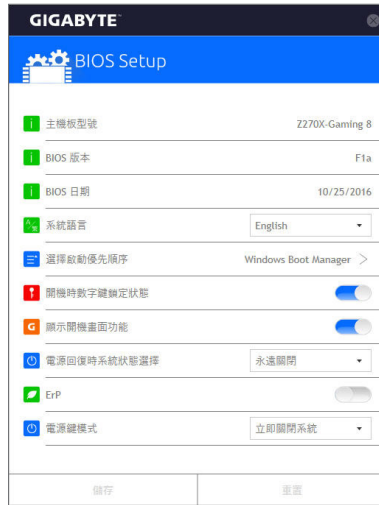 GIGABYTE™
BIOS Setup
主機板型號 Z270X-Gaming 8
BIOS 版本 F1a
BIOS 日期 10/25/2016
系統語言 English
選擇啟動優先順序 Windows Boot Manager
開機時數字鍵鎖定狀態
顯示開機畫面功能
電源回復時系統狀態選擇 永遠關閉
ErP
電源鍵模式 立即關閉系統
儲存 重置